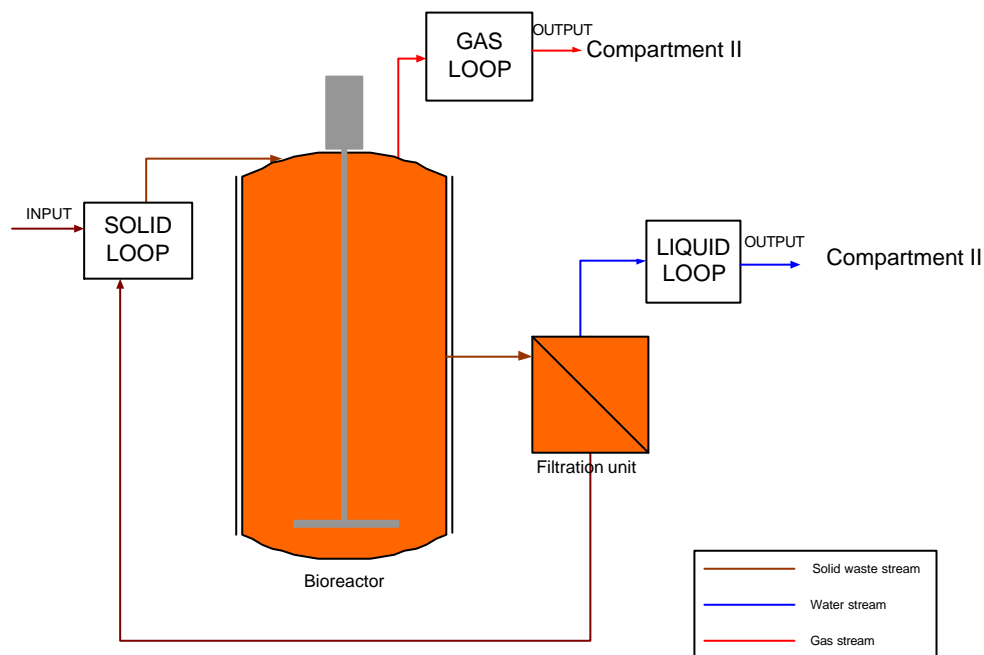 OUTPUT
GAS
LOOP
Compartment II
INPUT
SOLID
LOOP
LIQUID
LOOP
OUTPUT
Compartment II
Filtration unit
Bioreactor
Solid waste stream
Water stream
Gas stream